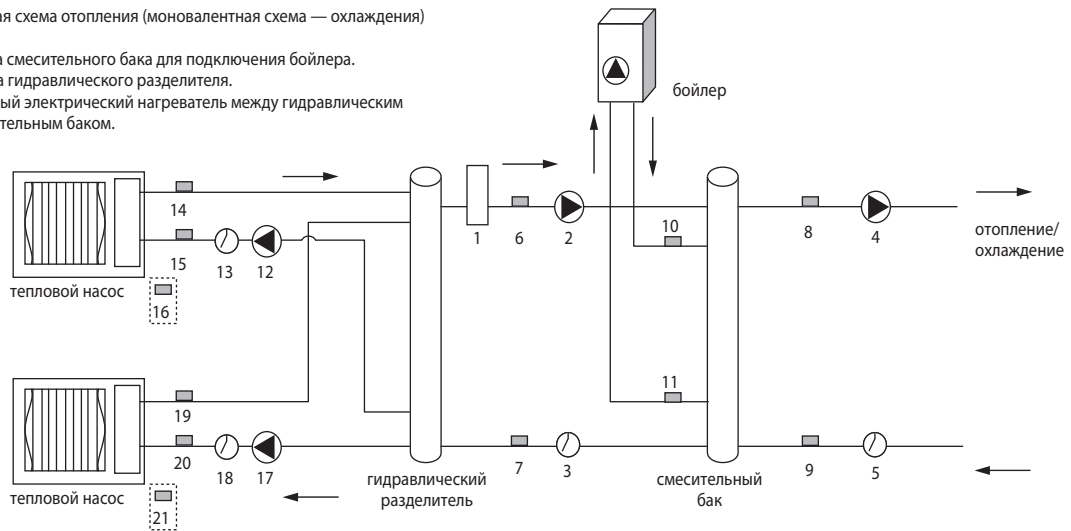 ая схема отопления (моновалентная схема — охлаждения)
а смесительного бака для подключения бойлера.
а гидравлического разделителя.
ый электрический нагреватель между гидравлическим
тельным баком.
бойлер
14
15
13
12
1
6
2
10
8
4
отопление/
охлаждение
тепловой насос
16
19
11
20
18
17
7
3
9
5
гидравлический
разделитель
смесительный
бак
тепловой насос
21